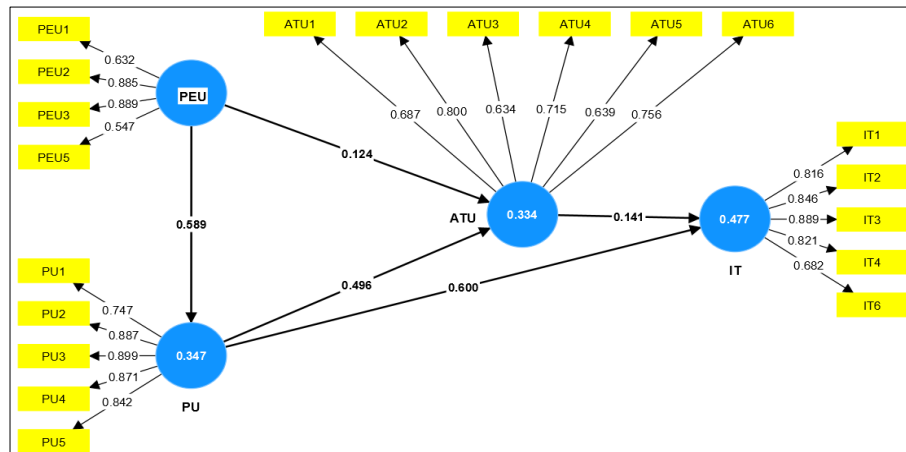 ATU1 ATU2 ATU3 ATU4 ATU5 ATU6
PEU1
PEU2
PEU3
PEU5
0.632
0.885
0.889
0.547
PEU
0.687
0.800
0.634
0.715
0.639
0.756
0.124
0.589
ATU
0.334
0.141
0.477
IT
0.816
0.846
0.889
0.821
0.682
IT1
IT2
IT3
IT4
IT6
0.496
0.600
PU1
PU2
PU3
PU4
PU5
0.747
0.887
0.899
0.871
0.842
0.347
PU